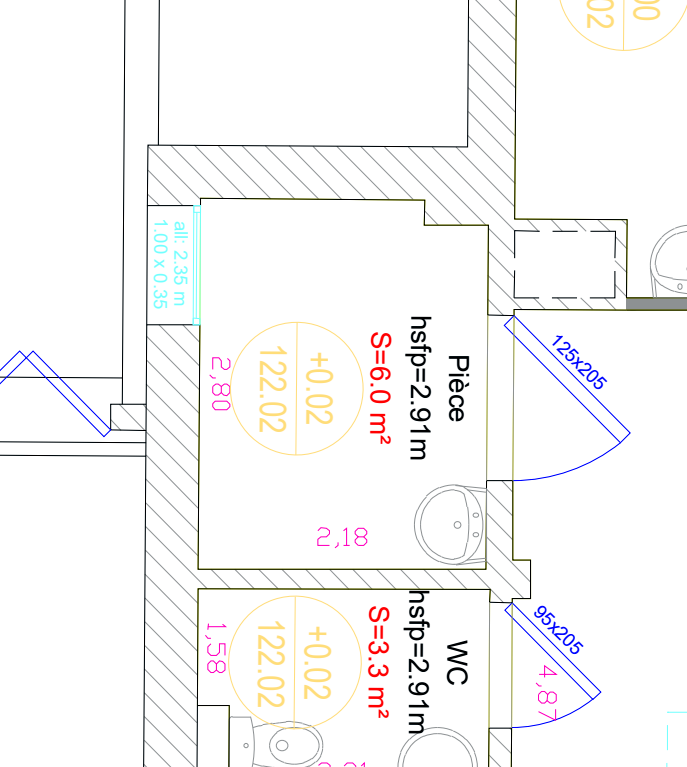 00
02
all: 2.35 m
1.00 x 0.35
125x205
Pièce
hsfp=2.91m
S=6.0 m²
+0.02
122.02
2,80
2,18
95x205
WC
hsfp=2.91m
S=3.3 m²
+0.02
122.02
1,58
4,87